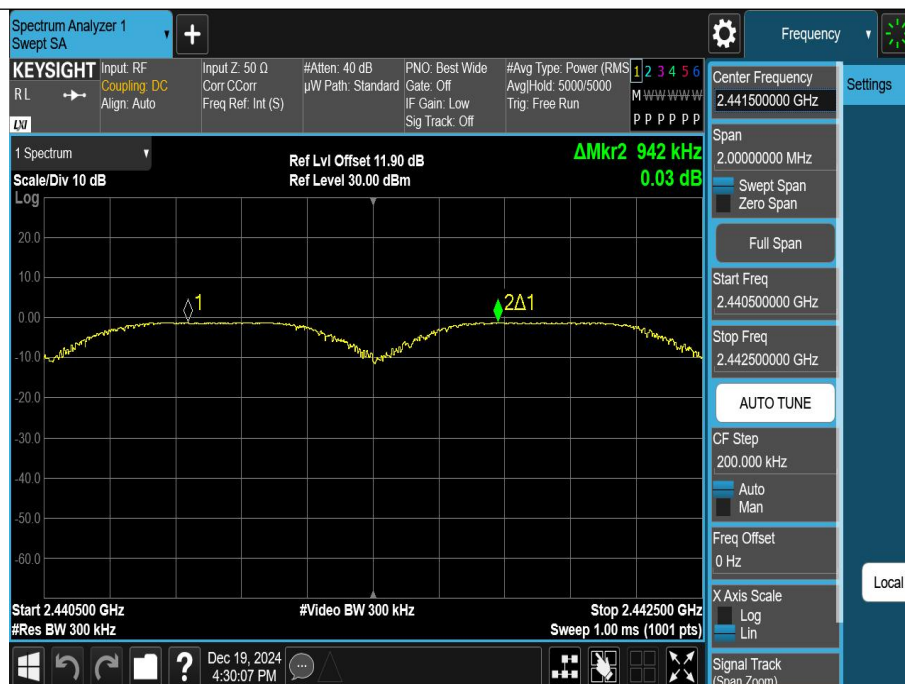 Spectrum Analyzer 1
Swept SA
Frequency
KEYSIGHT
RL
LXI
Input: RF
Coupling: DC
Align: Auto
Input Z: 50 Ω
Corr CCorr
Freq Ref: Int (S)
#Atten: 40 dB
µW Path: Standard
PNO: Best Wide
Gate: Off
IF Gain: Low
Sig Track: Off
#Avg Type: Power (RMS
Avg|Hold: 5000/5000
Trig: Free Run
1 2 3 4 5 6
M W W W W W
P P P P P P
1 Spectrum
Scale/Div 10 dB
Ref Lvl Offset 11.90 dB
Ref Level 30.00 dBm
ΔMkr2 942 kHz
0.03 dB
Log
20.0
10.0
0.00
-10.0
-20.0
-30.0
-40.0
-50.0
-60.0
1
2Δ1
Start 2.440500 GHz
#Res BW 300 kHz
#Video BW 300 kHz
Stop 2.442500 GHz
Sweep 1.00 ms (1001 pts)
?
Dec 19, 2024
4:30:07 PM
Center Frequency
2.441500000 GHz
Span
2.00000000 MHz
Swept Span
Zero Span
Full Span
Start Freq
2.440500000 GHz
Stop Freq
2.442500000 GHz
AUTO TUNE
CF Step
200.000 kHz
Auto
Man
Freq Offset
0 Hz
X Axis Scale
Log
Lin
Signal Track
(Span Zoom)
Settings
Local